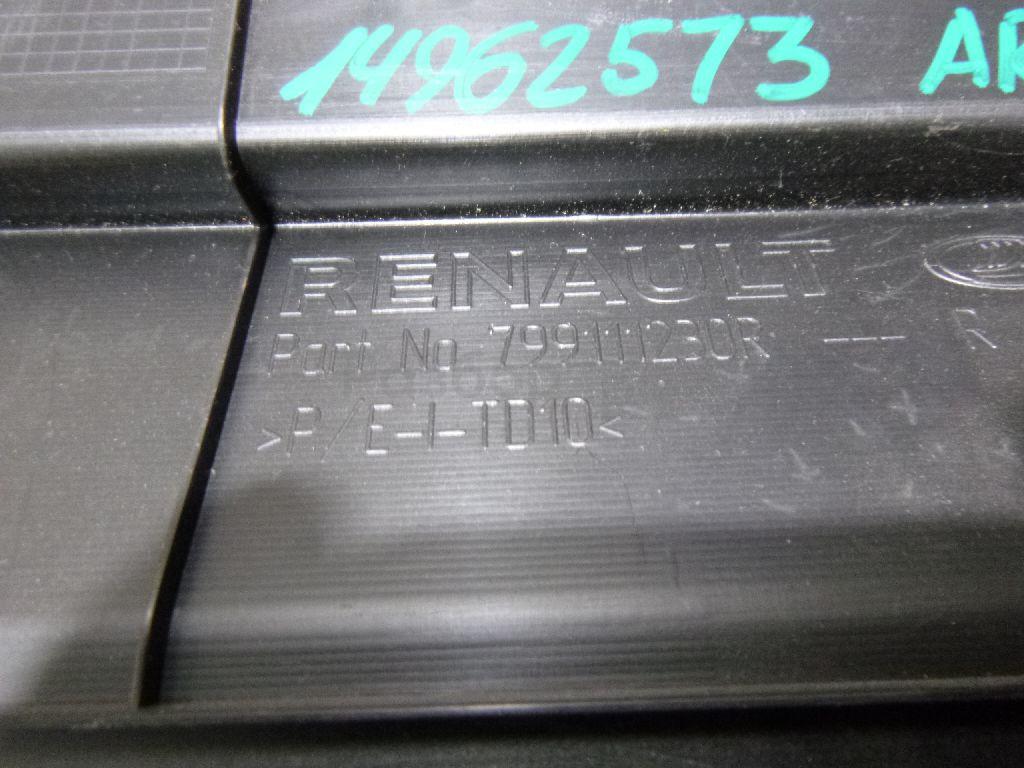 14962573 AR
RENAULT
Part No 799111230R --- R
>P/E-I-TD10<